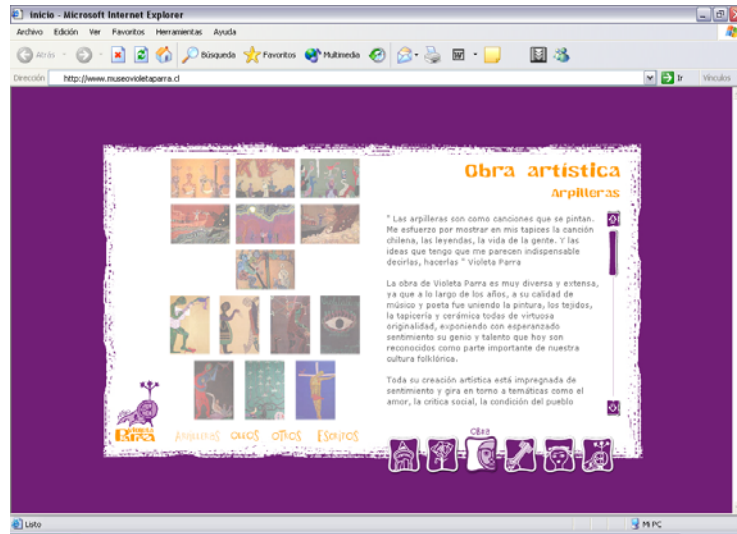 inicio - Microsoft Internet Explorer
Archivo Edición Ver Favoritos Herramientas Ayuda
Atrás Búsqueda Favoritos Multimedia
Dirección http://www.museovioletaparra.cl Ir Vínculos
Obra artística
Arpilleras
" Las arpilleras son como canciones que se pintan.
Me esfuerzo por mostrar en mis tapices la canción
chilena, las leyendas, la vida de la gente. Y las
ideas que tengo que me parecen indispensable
decirlas, hacerlas " Violeta Parra
La obra de Violeta Parra es muy diversa y extensa,
ya que a lo largo de los años, a su calidad de
músico y poeta fue uniendo la pintura, los tejidos,
la tapicería y cerámica todas de virtuosa
originalidad, exponiendo con esperanzado
sentimiento su genio y talento que hoy son
reconocidos como parte importante de nuestra
cultura folklónica.
Toda su creación artística está impregnada de
sentimiento y gira en torno a temáticas como el
amor, la critica social, la condición del pueblo
Violeta
Parra
Arpilleras Oleos Otros Escritos
Obra
Listo
Mi PC